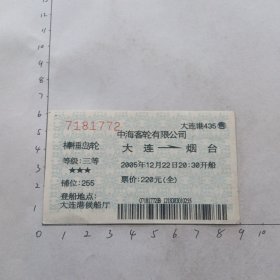 大连港435售
7181772
中海客轮有限公司
棒棰岛轮
大连 → 烟台
等级:三等
★★★
2005年12月22日20:30开船
铺位:255
票价:220元(全)
登船地点:
大连港候船厅
0 1 2 3 4 5 6 7 8 9 10